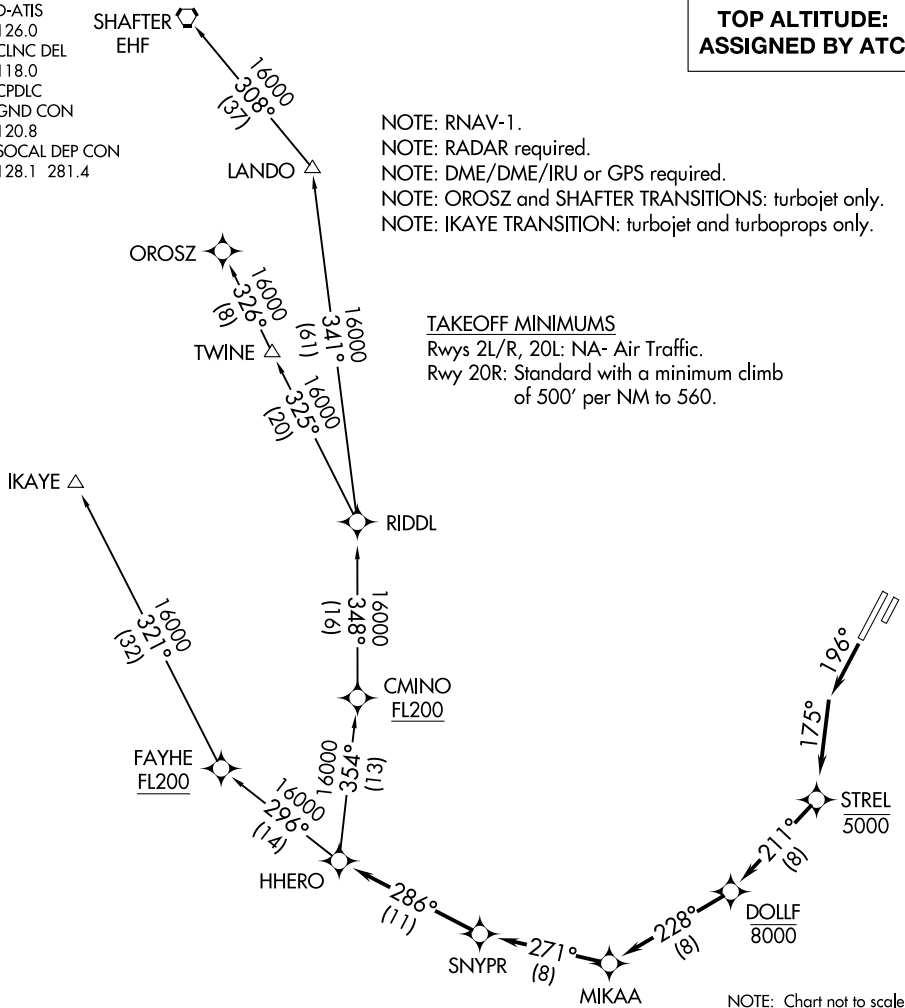 D-ATIS
126.0
CLNC DEL
118.0
CPDLC
GND CON
120.8
SOCAL DEP CON
128.1 281.4
TOP ALTITUDE:
ASSIGNED BY ATC
SHAFTER
EHF
16000
308°
(37)
LANDO
NOTE: RNAV-1.
NOTE: RADAR required.
NOTE: DME/DME/IRU or GPS required.
NOTE: OROSZ and SHAFTER TRANSITIONS: turbojet only.
NOTE: IKAYE TRANSITION: turbojet and turboprops only.
OROSZ
16000
326°
(8)
16000
341°
(61)
TWINE
16000
325°
(20)
TAKEOFF MINIMUMS
Rwys 2L/R, 20L: NA- Air Traffic.
Rwy 20R: Standard with a minimum climb
of 500' per NM to 560.
IKAYE
RIDDL
16000
321°
(32)
16000
348°
(16)
196°
175°
CMINO
FL200
FAYHE
FL200
16000
354°
(13)
16000
296°
(14)
STREL
5000
211°
(8)
HHERO
DOLLF
8000
286°
(11)
228°
(8)
SNYPR
271°
(8)
MIKAA
NOTE: Chart not to scale